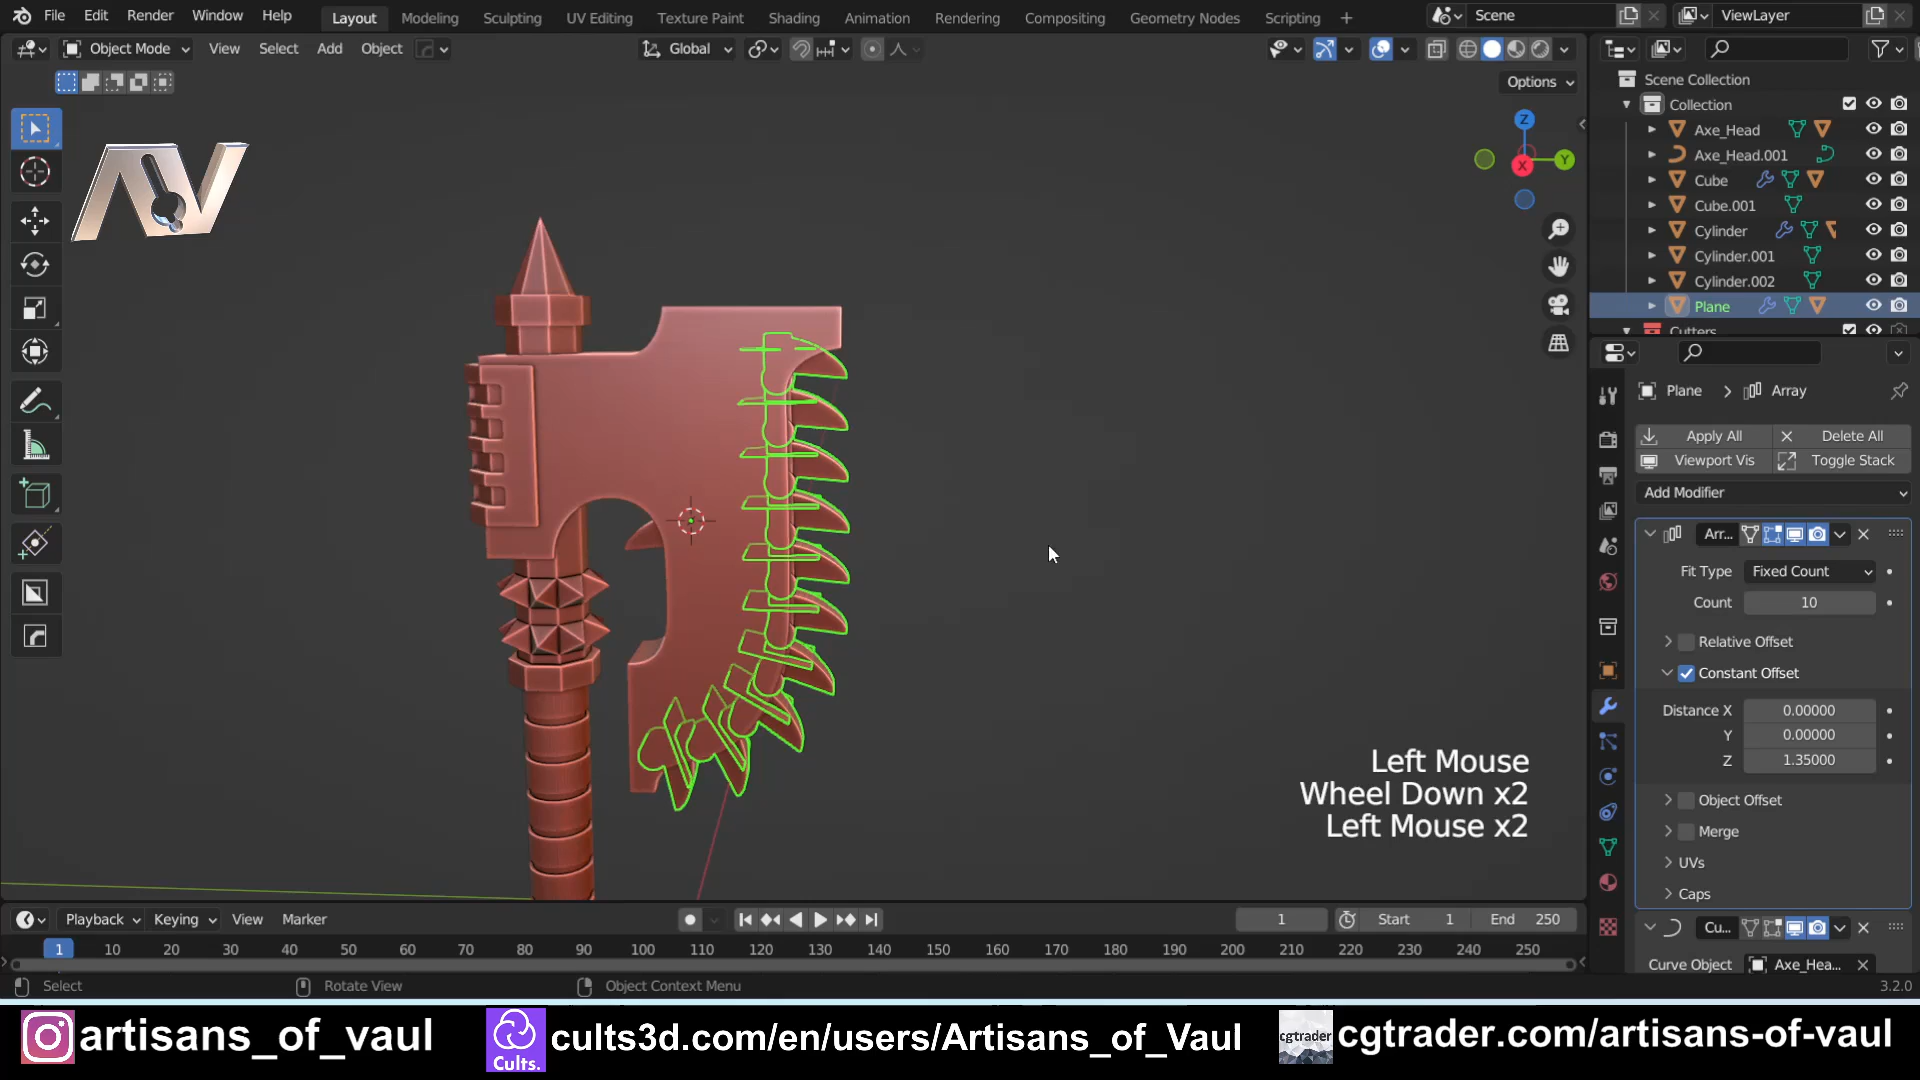 File Edit Render Window Help Layout Modeling Sculpting UV Editing Texture Paint Shading Animation Rendering Compositing Geometry Nodes Scripting + Scene ViewLayer
Object Mode View Select Add Object Global
Options
Scene Collection
Collection
Axe_Head
Axe_Head.001
Cube
Cube.001
Cylinder
Cylinder.001
Cylinder.002
Plane
Cutters
Z
Y
X
AV
Plane > Array
Apply All Delete All
Viewport Vis Toggle Stack
Add Modifier
Arr...
Fit Type Fixed Count
Count 10
Relative Offset
Constant Offset
Distance X 0.00000
Y 0.00000
Z 1.35000
Object Offset
Merge
UVs
Caps
Cu...
Curve Object Axe_Hea...
Left Mouse
Wheel Down x2
Left Mouse x2
Playback Keying View Marker 1 Start 1 End 250
1 10 20 30 40 50 60 70 80 90 100 110 120 130 140 150 160 170 180 190 200 210 220 230 240 250
Select Rotate View Object Context Menu 3.2.0
artisans_of_vaul Cults. cults3d.com/en/users/Artisans_of_Vaul cgtrader cgtrader.com/artisans-of-vaul